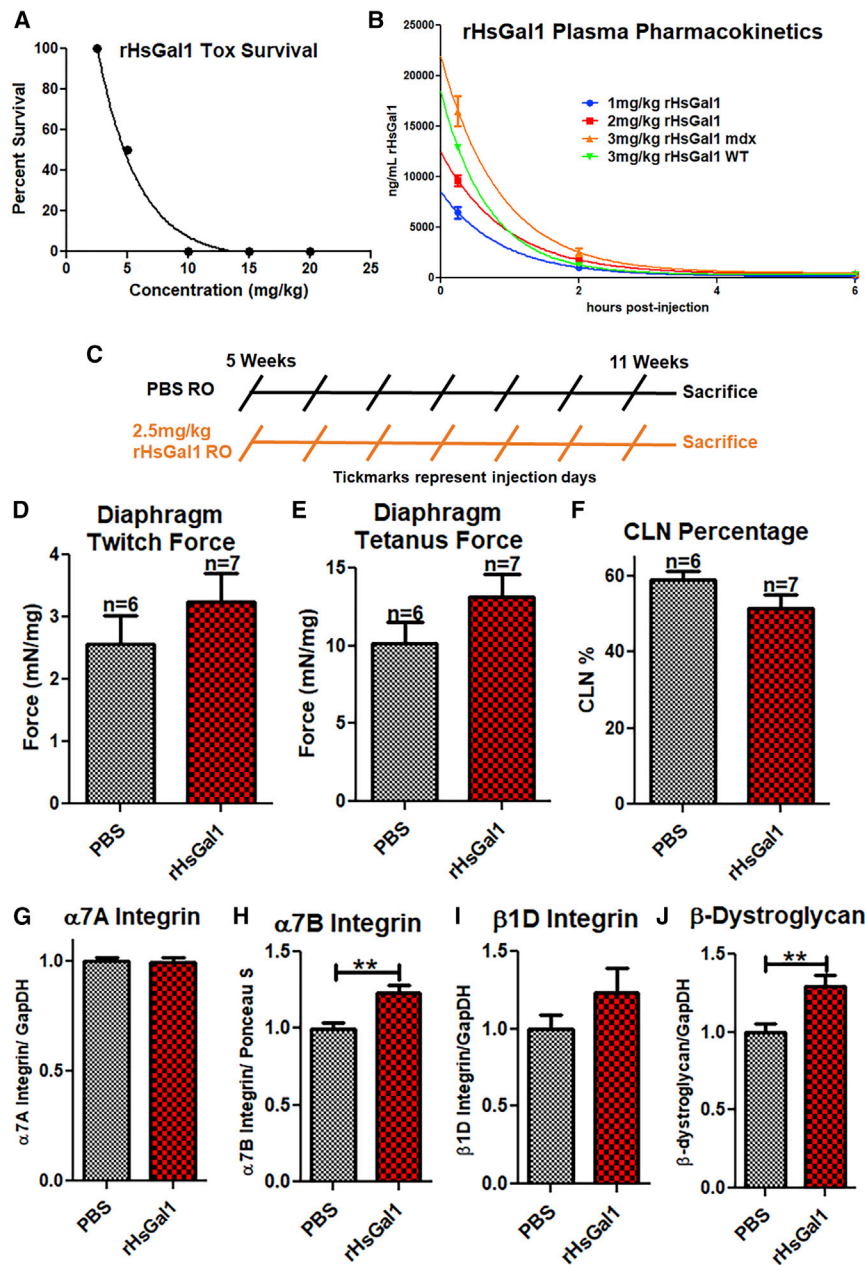 A
rHsGal1 Tox Survival
Percent Survival
100
80
60
40
20
0
0 5 10 15 20 25
Concentration (mg/kg)
B
rHsGal1 Plasma Pharmacokinetics
ng/mL rHsGal1
25000
20000
15000
10000
5000
0
1mg/kg rHsGal1
2mg/kg rHsGal1
3mg/kg rHsGal1 mdx
3mg/kg rHsGal1 WT
0 2 4 6
hours post-injection
C
5 Weeks 11 Weeks
PBS RO Sacrifice
2.5mg/kg
rHsGal1 RO Sacrifice
Tickmarks represent injection days
D
Diaphragm
Twitch Force
Force (mN/mg)
4
3
2
1
0
n=6 n=7
PBS rHsGal1
E
Diaphragm
Tetanus Force
Force (mN/mg)
15
10
5
0
n=6 n=7
PBS rHsGal1
F
CLN Percentage
CLN %
60
40
20
0
n=6 n=7
PBS rHsGal1
G
α7A Integrin
α7A Integrin/ GapDH
1.0
0.5
0.0
PBS rHsGal1
H
α7B Integrin
α7B Integrin/ Ponceau S
1.5
1.0
0.5
0.0
**
PBS rHsGal1
I
β1D Integrin
β1D Integrin/GapDH
1.5
1.0
0.5
0.0
PBS rHsGal1
J
β-Dystroglycan
β-dystroglycan/GapDH
1.5
1.0
0.5
0.0
**
PBS rHsGal1